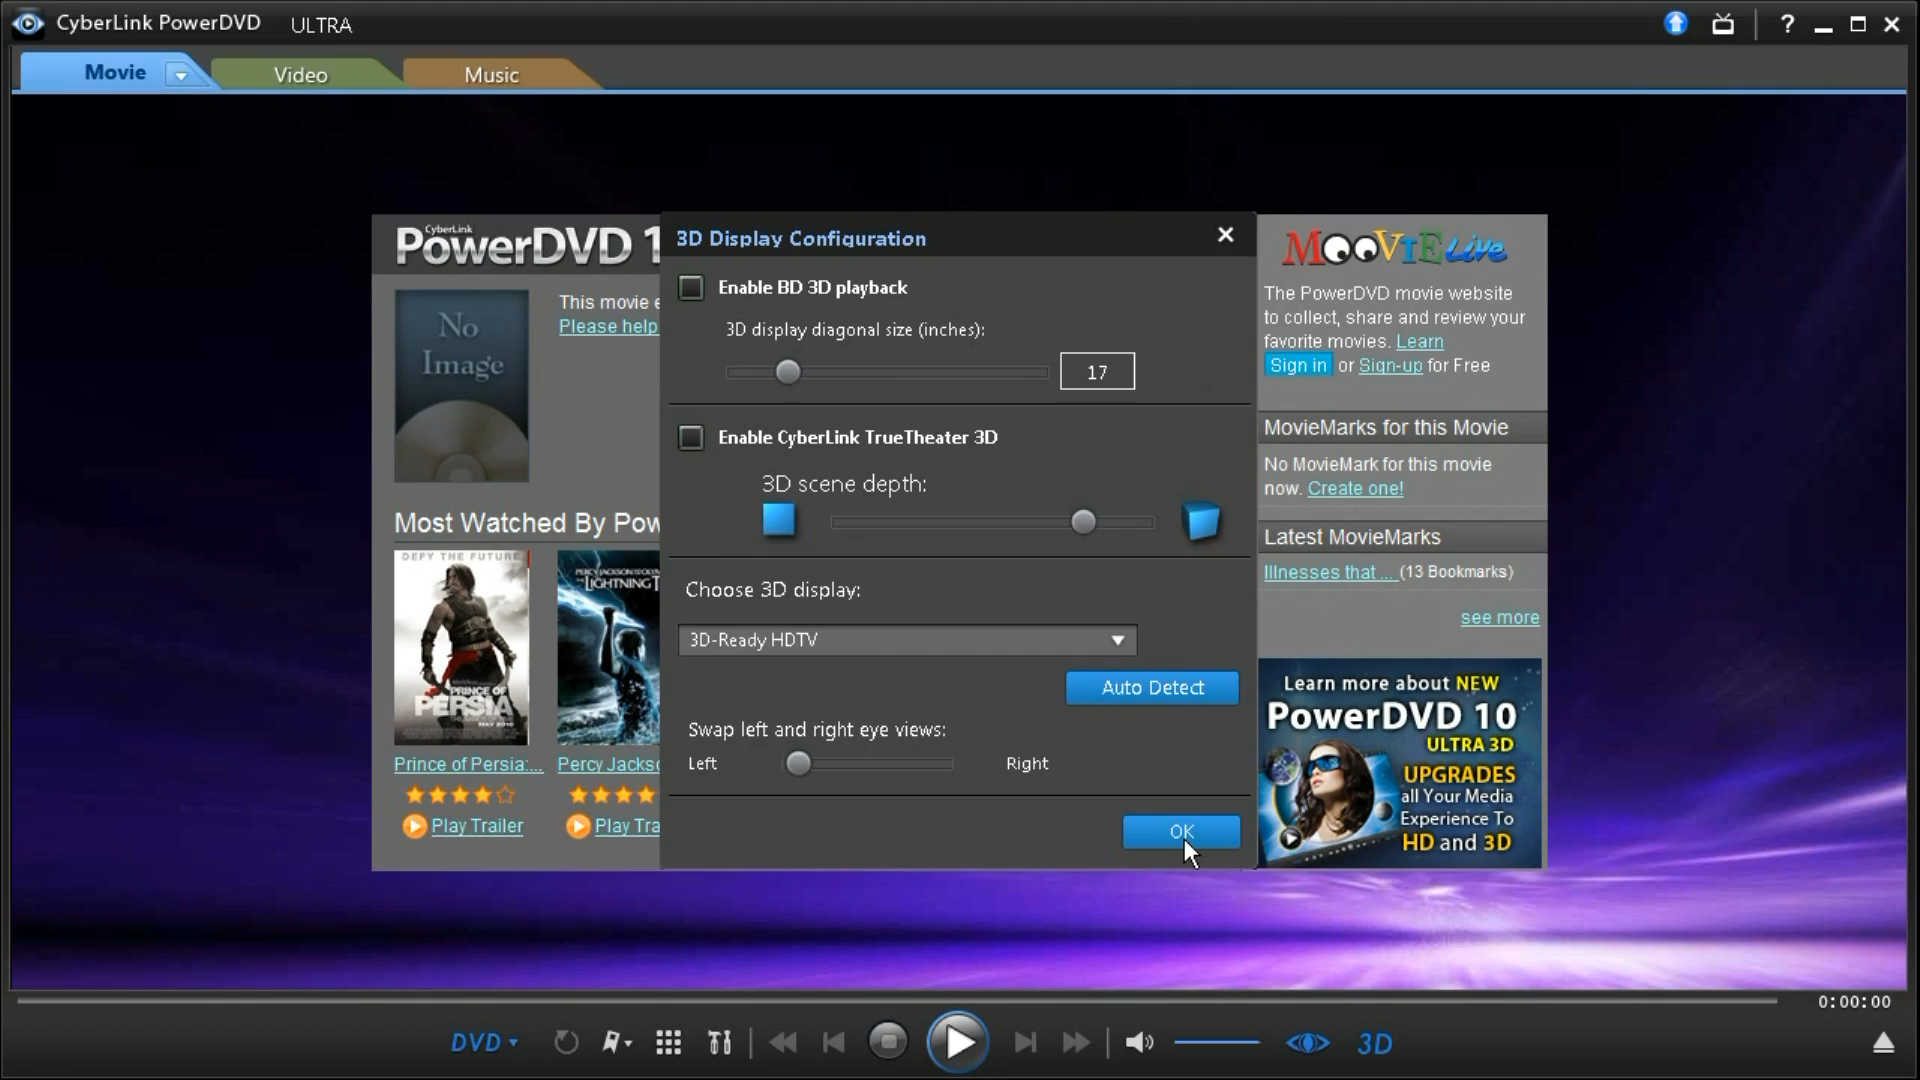 CyberLink PowerDVD ULTRA
?
Movie
Video
Music
CyberLink
PowerDVD 1
No
Image
This movie e
Please help
Most Watched By Pow
DEFY THE FUTURE
PRINCE OF
PERSIA
MAY 2010
LIGHTNING T
Prince of Persia:...
Percy Jackso
Play Trailer
Play Tra
3D Display Configuration
Enable BD 3D playback
3D display diagonal size (inches):
17
Enable CyberLink TrueTheater 3D
3D scene depth:
Choose 3D display:
3D-Ready HDTV
Auto Detect
Swap left and right eye views:
Left
Right
OK
MOOVIE Live
The PowerDVD movie website
to collect, share and review your
favorite movies. Learn
Sign in or Sign-up for Free
MovieMarks for this Movie
No MovieMark for this movie
now. Create one!
Latest MovieMarks
Illnesses that ... (13 Bookmarks)
see more
Learn more about NEW
PowerDVD 10
ULTRA 3D
UPGRADES
all Your Media
Experience To
HD and 3D
0:00:00
DVD
3D